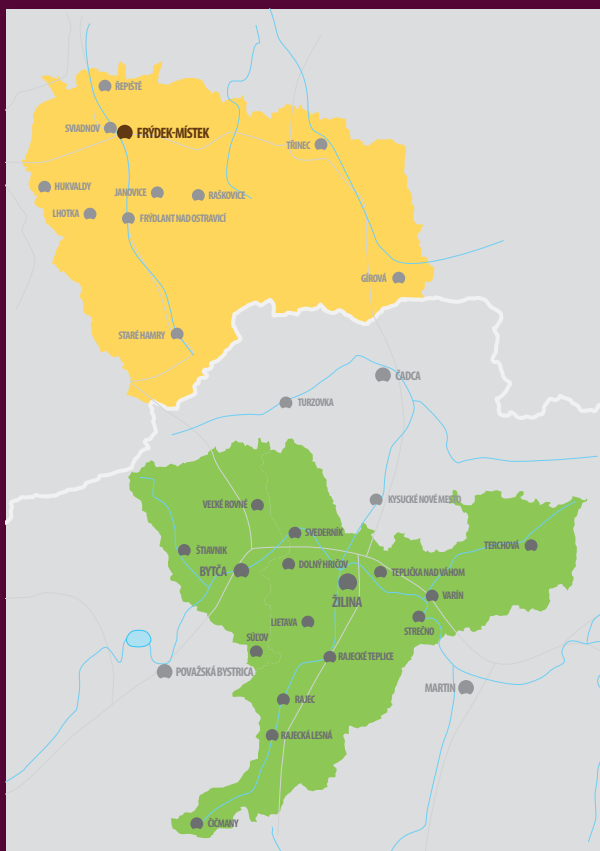 ŘEPIŠTĚ
SVIADNOV
FRÝDEK-MÍSTEK
TŘINEC
HUKVALDY
JANOVICE
RAŠKOVICE
LHOTKA
FRÝDLANT NAD OSTRAVICÍ
GÍROVÁ
STARÉ HAMRY
ČADCA
TURZOVKA
KYSUCKÉ NOVÉ MESTO
VEĽKÉ ROVNÉ
SVEDERNÍK
TERCHOVÁ
ŠTIAVNIK
BYTČA
DOLNÝ HRIČOV
TEPLIČKA NAD VÁHOM
ŽILINA
VARÍN
LIETAVA
STREČNO
SÚĽOV
RAJECKÉ TEPLICE
POVAŽSKÁ BYSTRICA
MARTIN
RAJEC
RAJECKÁ LESNÁ
ČIČMANY